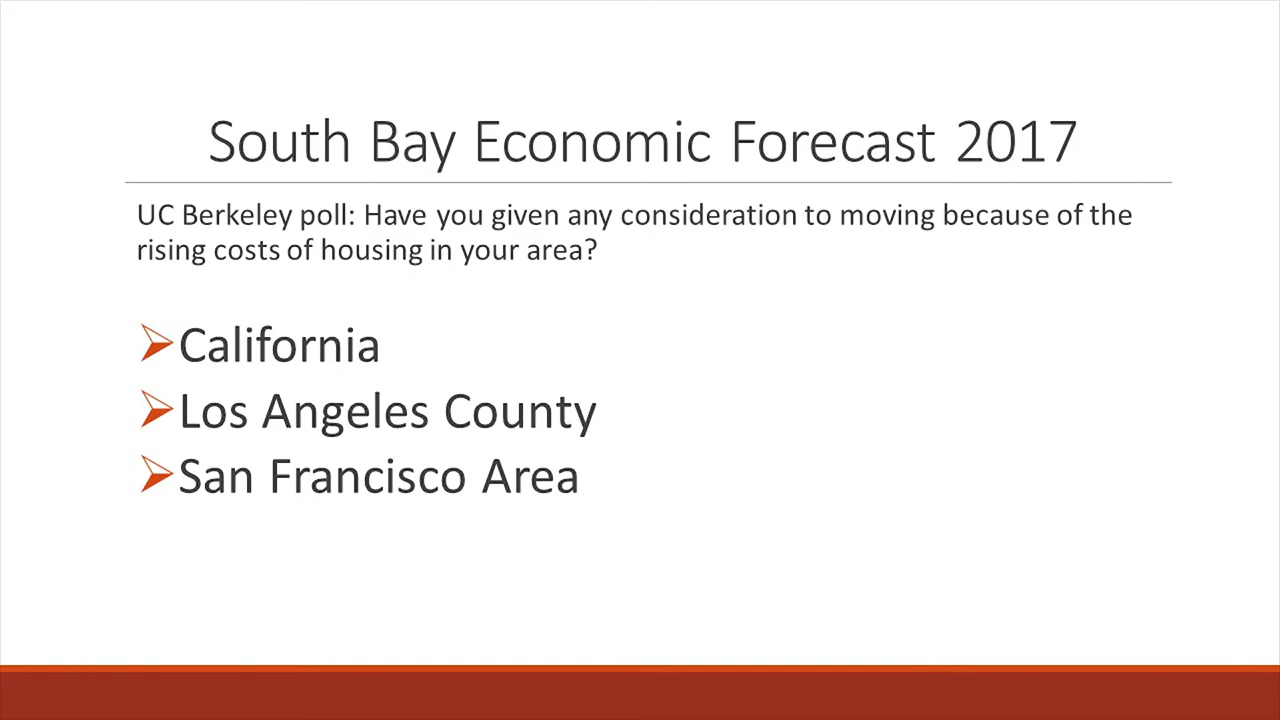 South Bay Economic Forecast 2017
UC Berkeley poll: Have you given any consideration to moving because of the
rising costs of housing in your area?
California
Los Angeles County
San Francisco Area